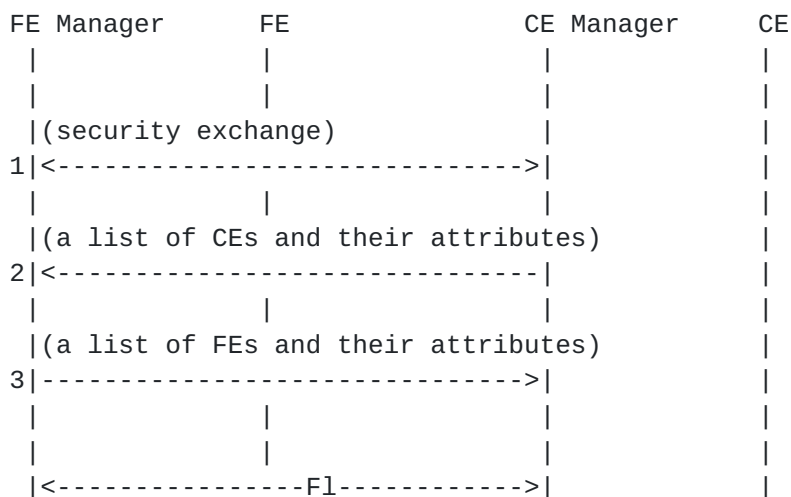 FE Manager      FE                 CE Manager     CE
 |              |                 |             |
 |              |                 |             |
 |(security exchange)             |             |
1|<------------------------------>|             |
 |              |                 |             |
 |(a list of CEs and their attributes)          |
2|<-------------------------------|             |
 |              |                 |             |
 |(a list of FEs and their attributes)          |
3|------------------------------->|             |
 |              |                 |             |
 |              |                 |             |
 |<----------------Fl------------>|             |